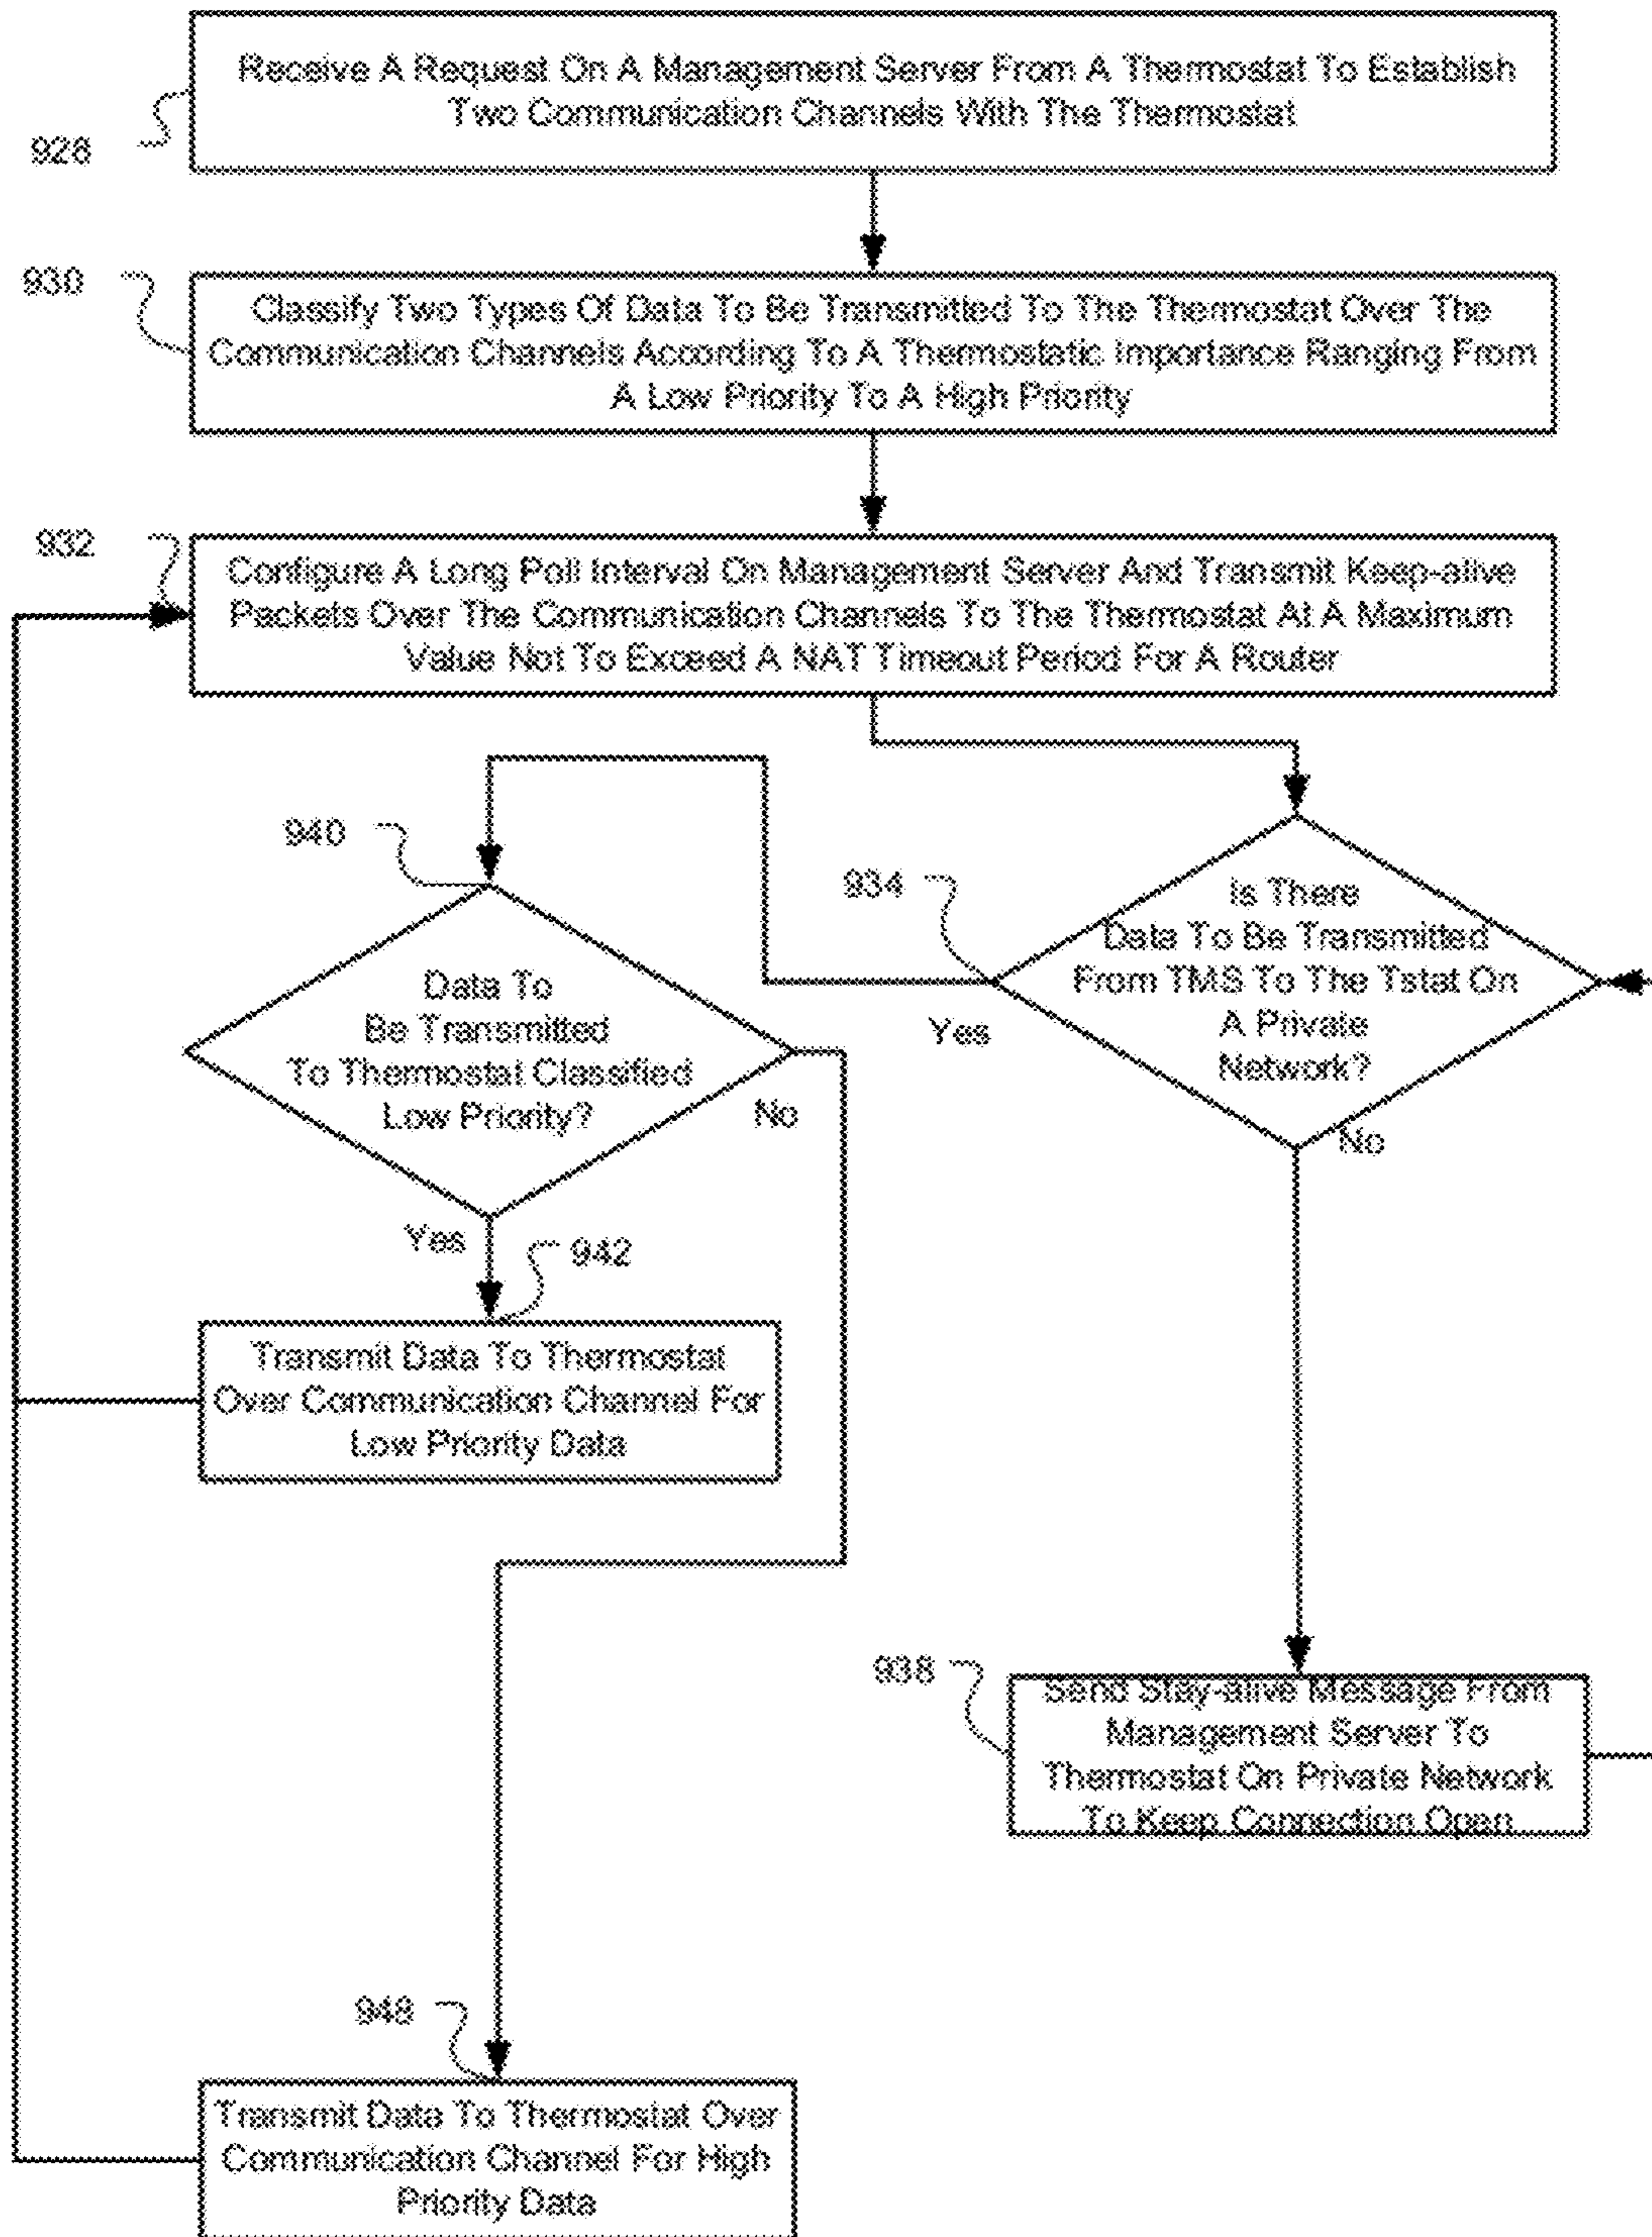 Receive A Request On A Management Server From A Thermostat To Establish
Two Communication Channels With The Thermostat
928
930
Classify Two Types Of Data To Be Transmitted To The Thermostat Over The
Communication Channels According To A Thermostatic Importance Ranging From
A Low Priority To A High Priority
932
Configure A Long Poll Interval On Management Server And Transmit Keep-alive
Packets Over The Communication Channels To The Thermostat At A Maximum
Value Not To Exceed A NAT Timeout Period For A Router
940
934
Is There
Data To Be Transmitted
From TMS To The Tstat On
A Private
Network?
Yes
No
Data To
Be Transmitted
To Thermostat Classified
Low Priority?
No
Yes
942
Transmit Data To Thermostat
Over Communication Channel For
Low Priority Data
938
Send Stay-alive Message From
Management Server To
Thermostat On Private Network
To Keep Connection Open
948
Transmit Data To Thermostat Over
Communication Channel For High
Priority Data